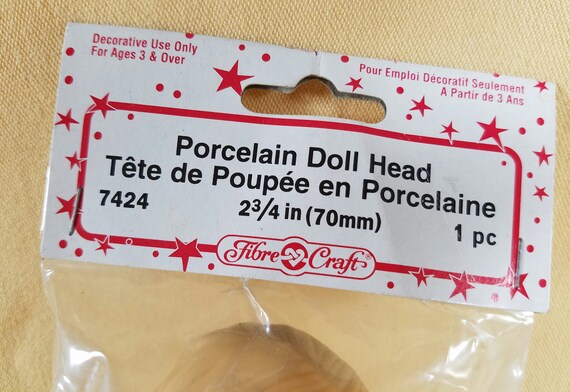 Decorative Use Only
For Ages 3 & Over
Pour Emploi Décoratif Seulement
A Partir de 3 Ans
Porcelain Doll Head
Tête de Poupée en Porcelaine
7424 2 3/4 in (70mm) 1 pc
Fibre Craft®